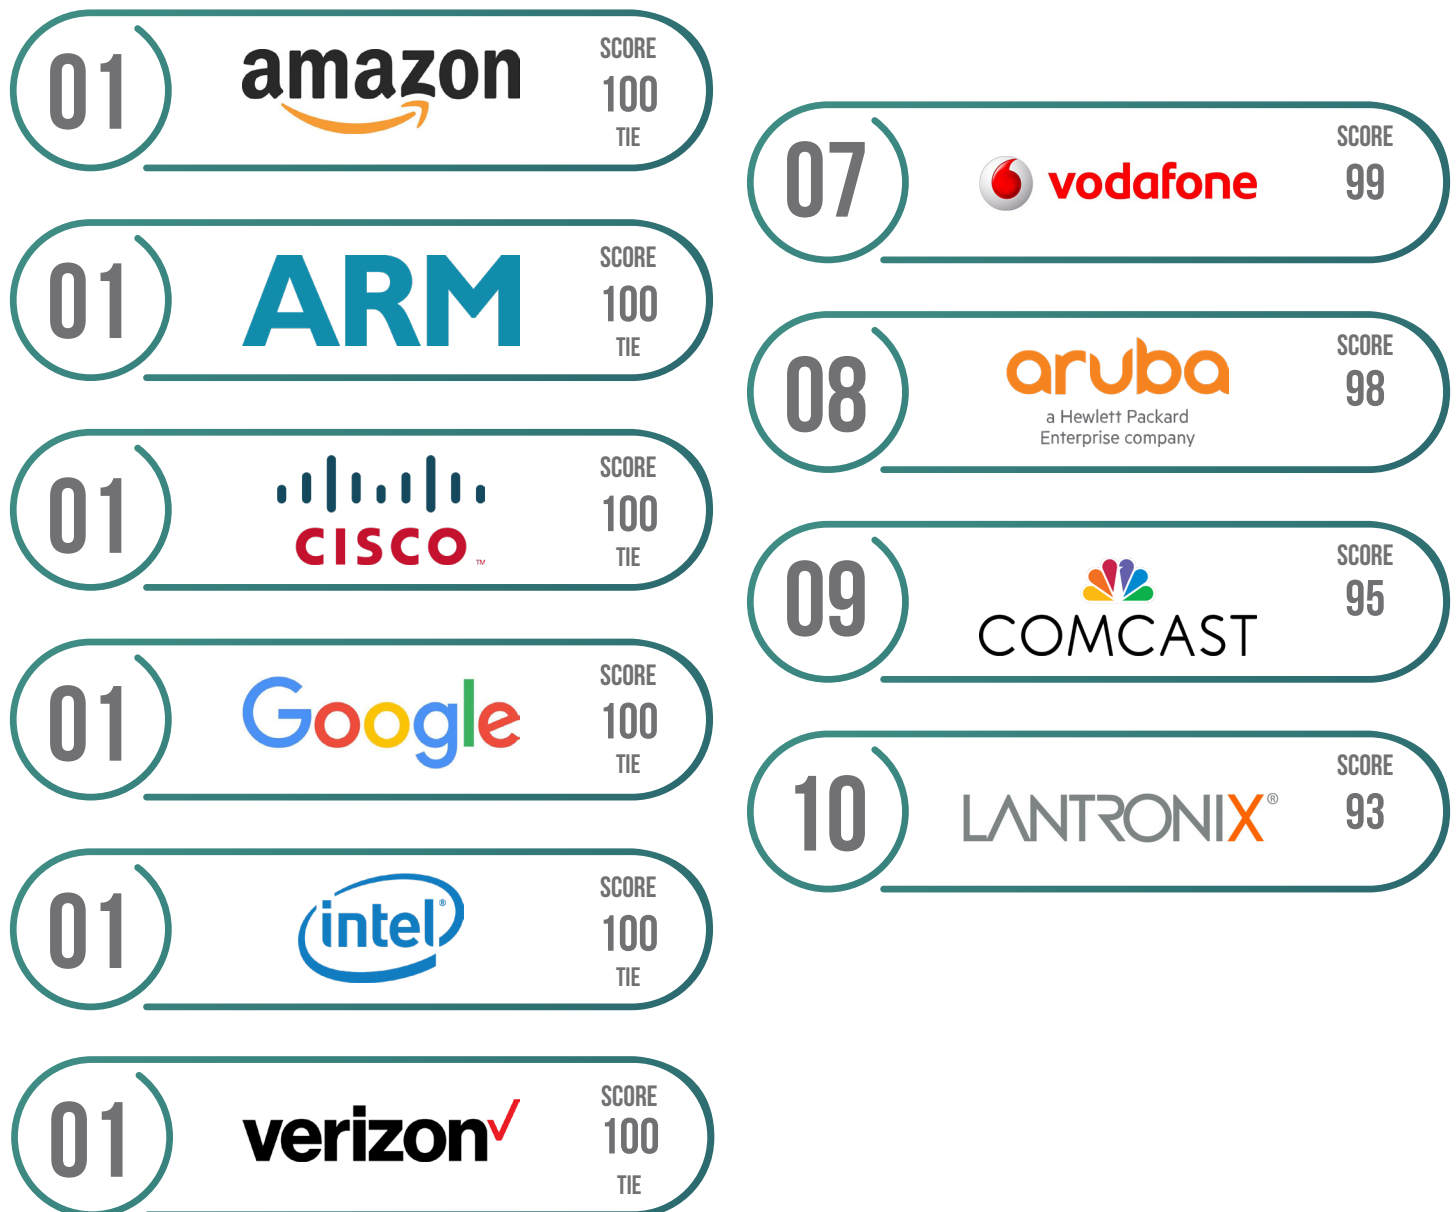 01
amazon
SCORE
100
TIE
01
ARM
SCORE
100
TIE
01
CISCO™
SCORE
100
TIE
01
Google
SCORE
100
TIE
01
intel®
SCORE
100
TIE
01
verizon
SCORE
100
TIE
07
vodafone
SCORE
99
08
aruba
a Hewlett Packard
Enterprise company
SCORE
98
09
COMCAST
SCORE
95
10
LANTRONIX®
SCORE
93